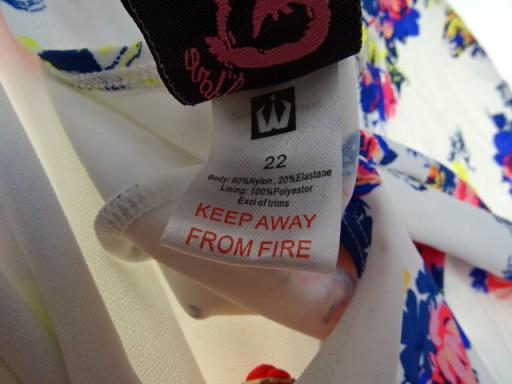 22
Body: 80%Nylon , 20%Elastane
Lining: 100%Polyester
Excl of trims
KEEP AWAY
FROM FIRE